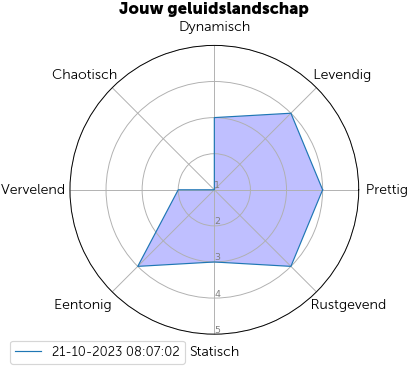 Jouw geluidslandschap
Dynamisch
Chaotisch
Levendig
Vervelend
Prettig
1
2
3
4
5
Eentonig
Rustgevend
Statisch
21-10-2023 08:07:02